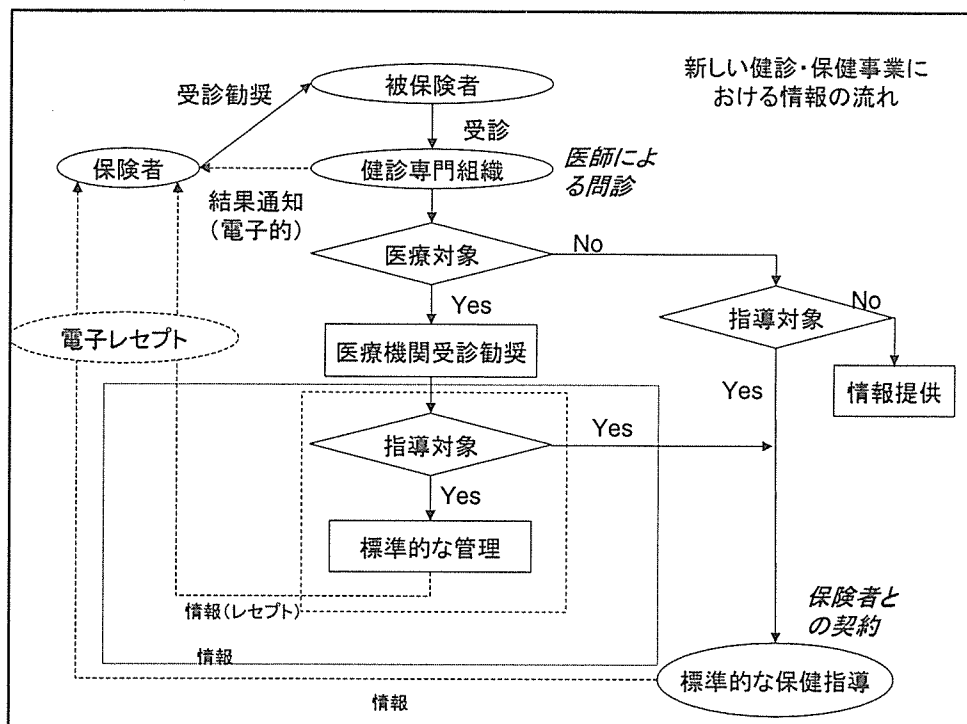 新しい健診・保健事業に
おける情報の流れ
被保険者
受診勧奨
受診
保険者
健診専門組織
医師によ
る問診
結果通知
(電子的)
医療対象
No
Yes
指導対象
No
電子レセプト
医療機関受診勧奨
Yes
情報提供
指導対象
Yes
Yes
標準的な管理
情報(レセプト)
保険者と
の契約
情報
標準的な保健指導
情報